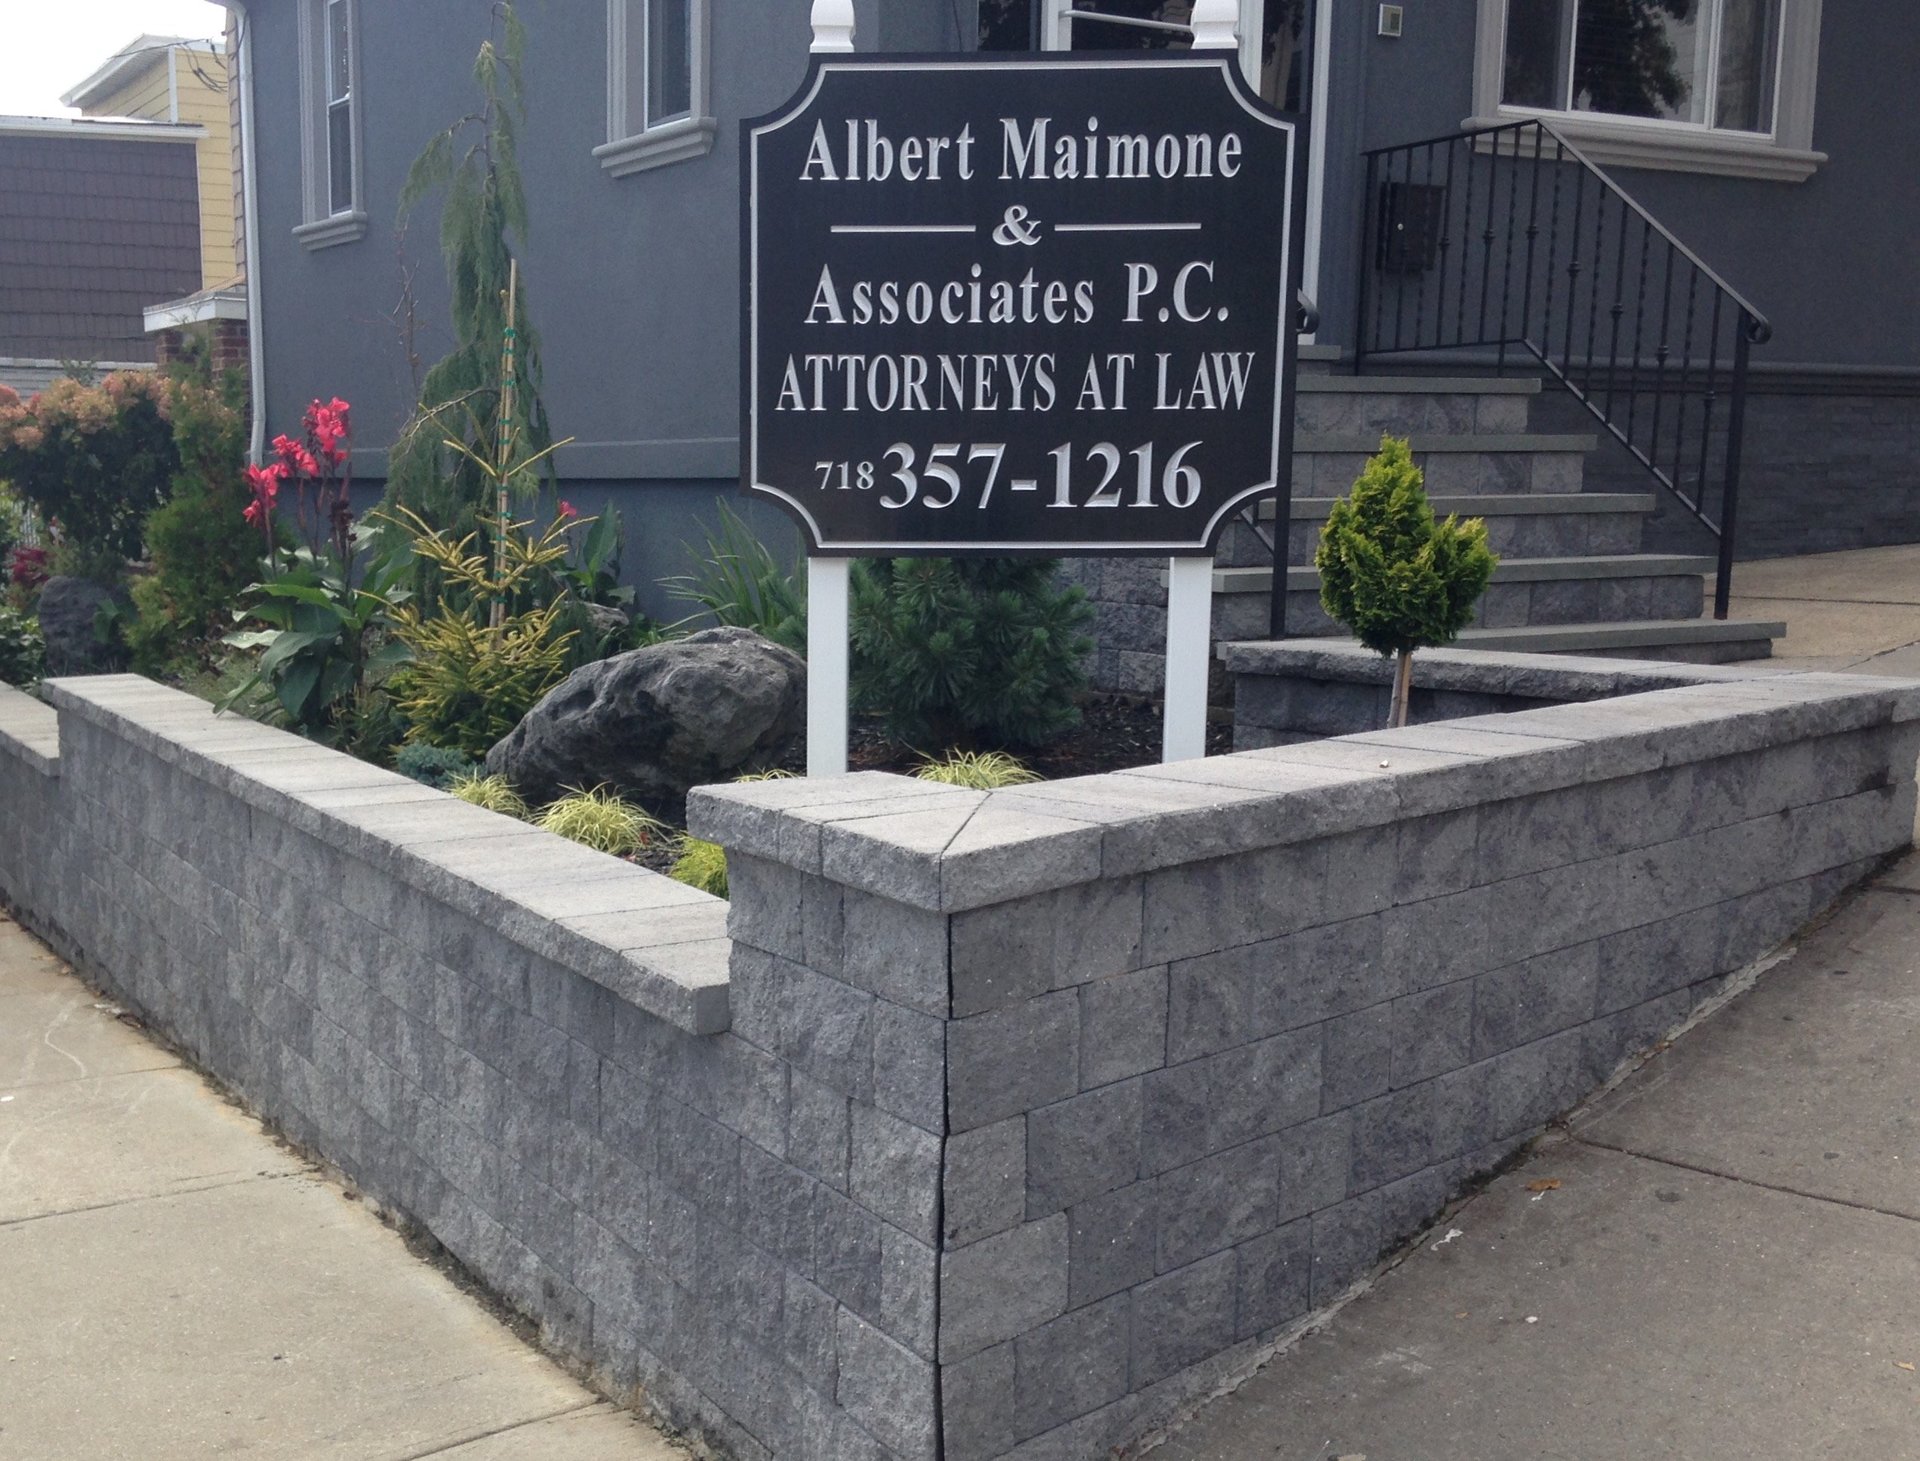 Albert Maimone
&
Associates P.C.
ATTORNEYS AT LAW
718 357-1216